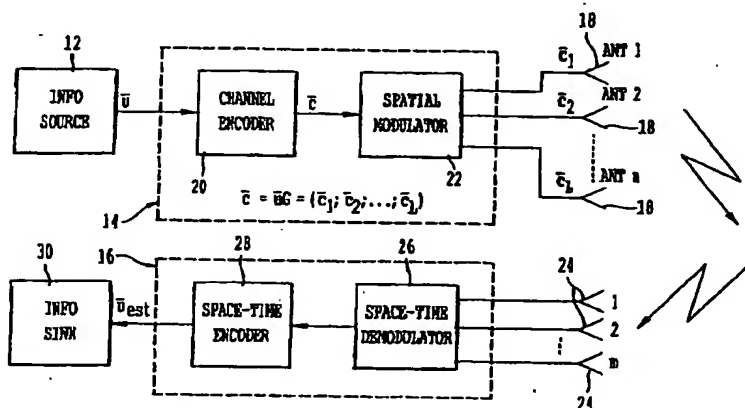 12
INFO
SOURCE
ū
CHANNEL
ENCODER
20
c̄
SPATIAL
MODULATOR
22
c̄ = ūG = (c̄1; c̄2; ...; c̄L)
14
c̄1
18
ANT 1
c̄2
ANT 2
18
c̄L
ANT n
18
30
INFO
SINK
ūest
16
28
SPACE-TIME
ENCODER
26
SPACE-TIME
DEMODULATOR
24
1
2
m
24